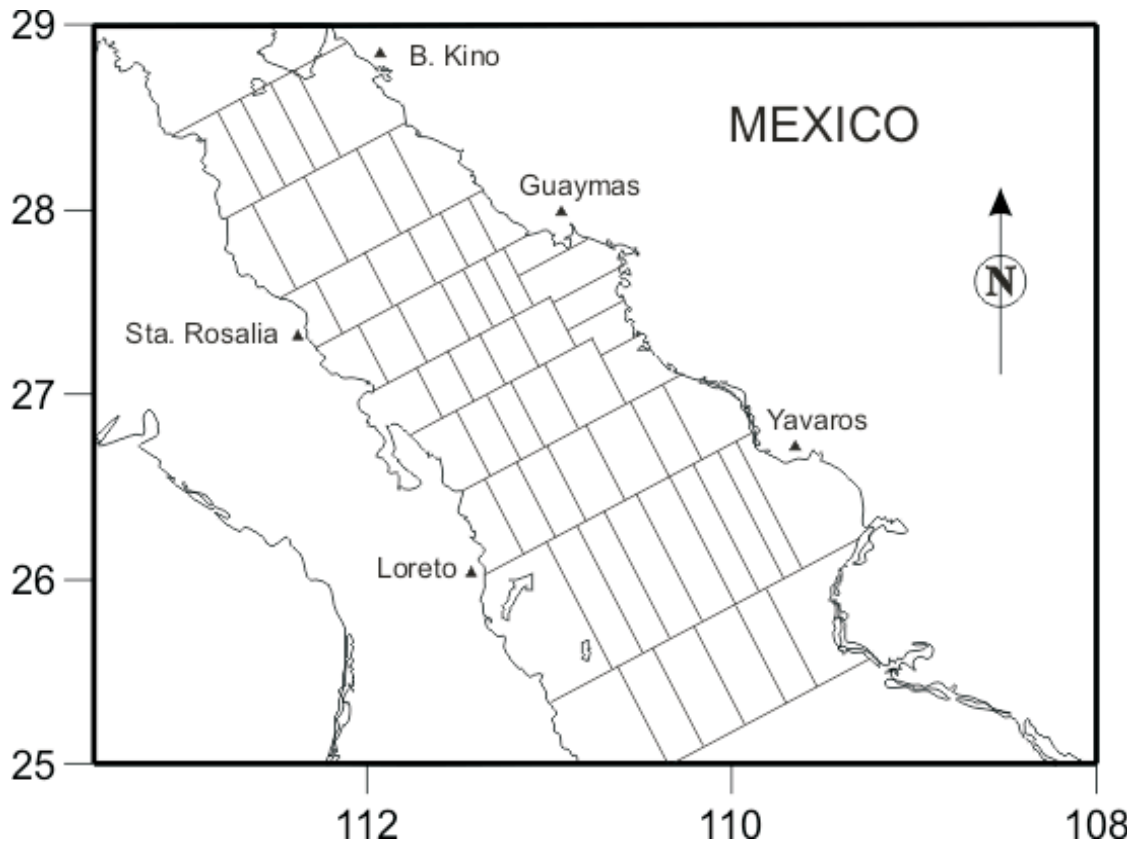 29
B. Kino
MEXICO
Guaymas
28
N
Sta. Rosalia
27
Yavaros
Loreto
26
25
112
110
108